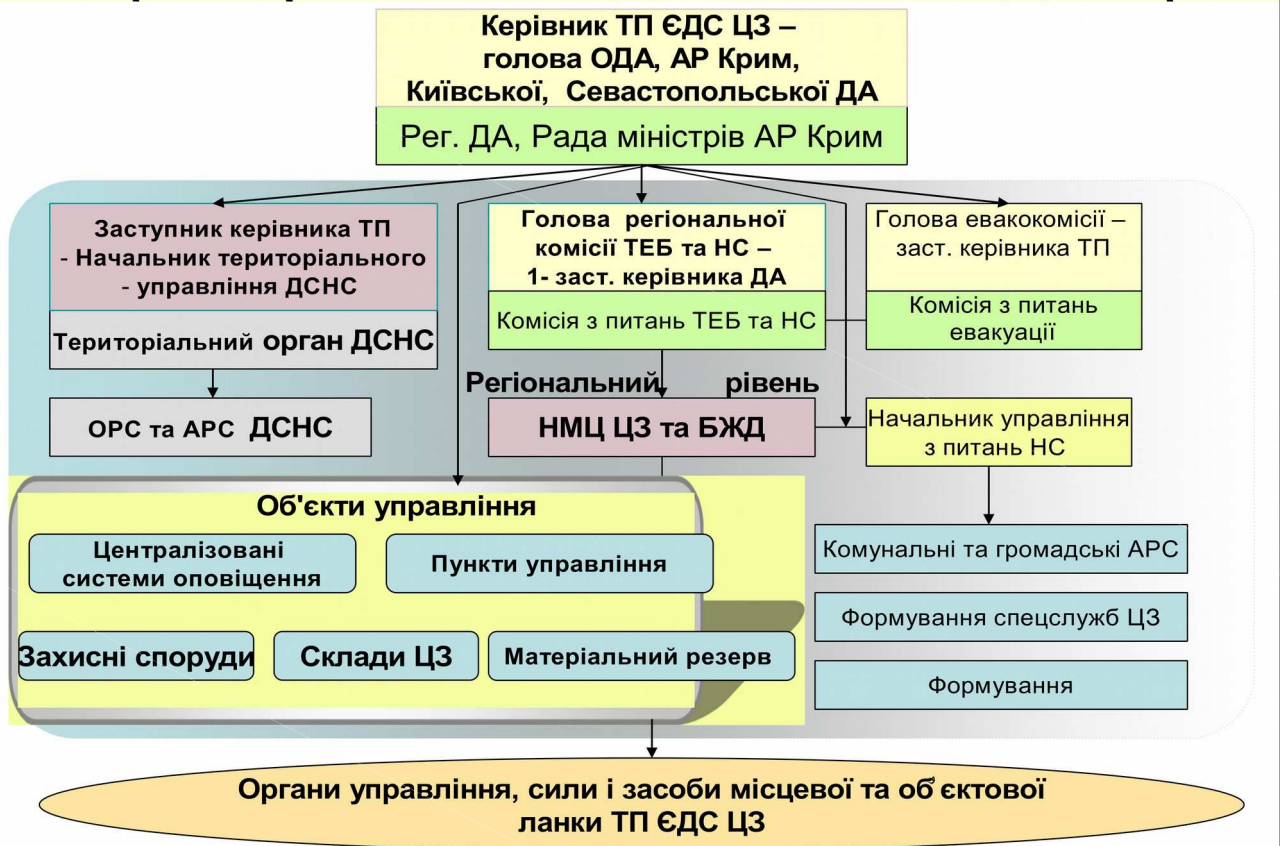 Керівник ТП ЄДС ЦЗ –
голова ОДА, АР Крим,
Київської, Севастопольської ДА
Рег. ДА, Рада міністрів АР Крим
Заступник керівника ТП
- Начальник територіального
- управління ДСНС
Територіальний орган ДСНС
ОРС та АРС ДСНС
Голова регіональної
комісії ТЕБ та НС –
1- заст. керівника ДА
Комісія з питань ТЕБ та НС
Голова евакокомісії –
заст. керівника ТП
Комісія з питань
евакуації
Регіональний рівень
НМЦ ЦЗ та БЖД
Начальник управління
з питань НС
Об'єкти управління
Централізовані
системи оповіщення
Пункти управління
Захисні споруди
Склади ЦЗ
Матеріальний резерв
Комунальні та громадські АРС
Формування спецслужб ЦЗ
Формування
Органи управління, сили і засоби місцевої та об'єктової
ланки ТП ЄДС ЦЗ